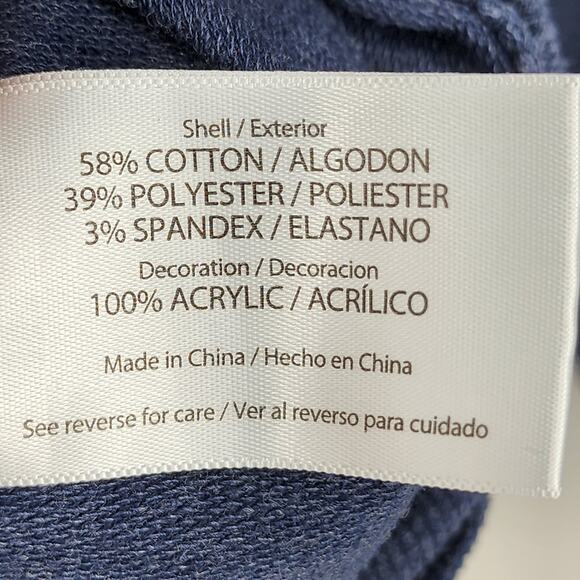 Shell / Exterior
58% COTTON / ALGODON
39% POLYESTER / POLIESTER
3% SPANDEX / ELASTANO
Decoration / Decoracion
100% ACRYLIC / ACRÍLICO
Made in China / Hecho en China
See reverse for care / Ver al reverso para cuidado